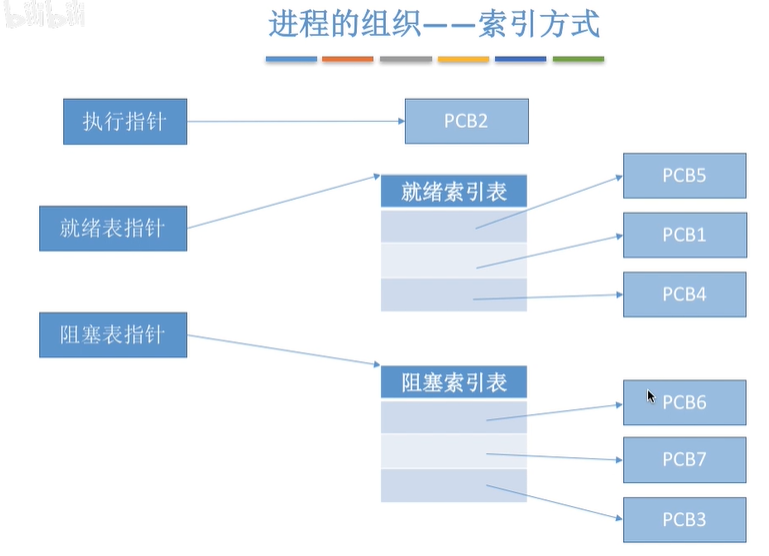 bilibili
进程的组织——索引方式
执行指针
PCB2
就绪表指针
就绪索引表
PCB5
PCB1
PCB4
阻塞表指针
阻塞索引表
PCB6
PCB7
PCB3